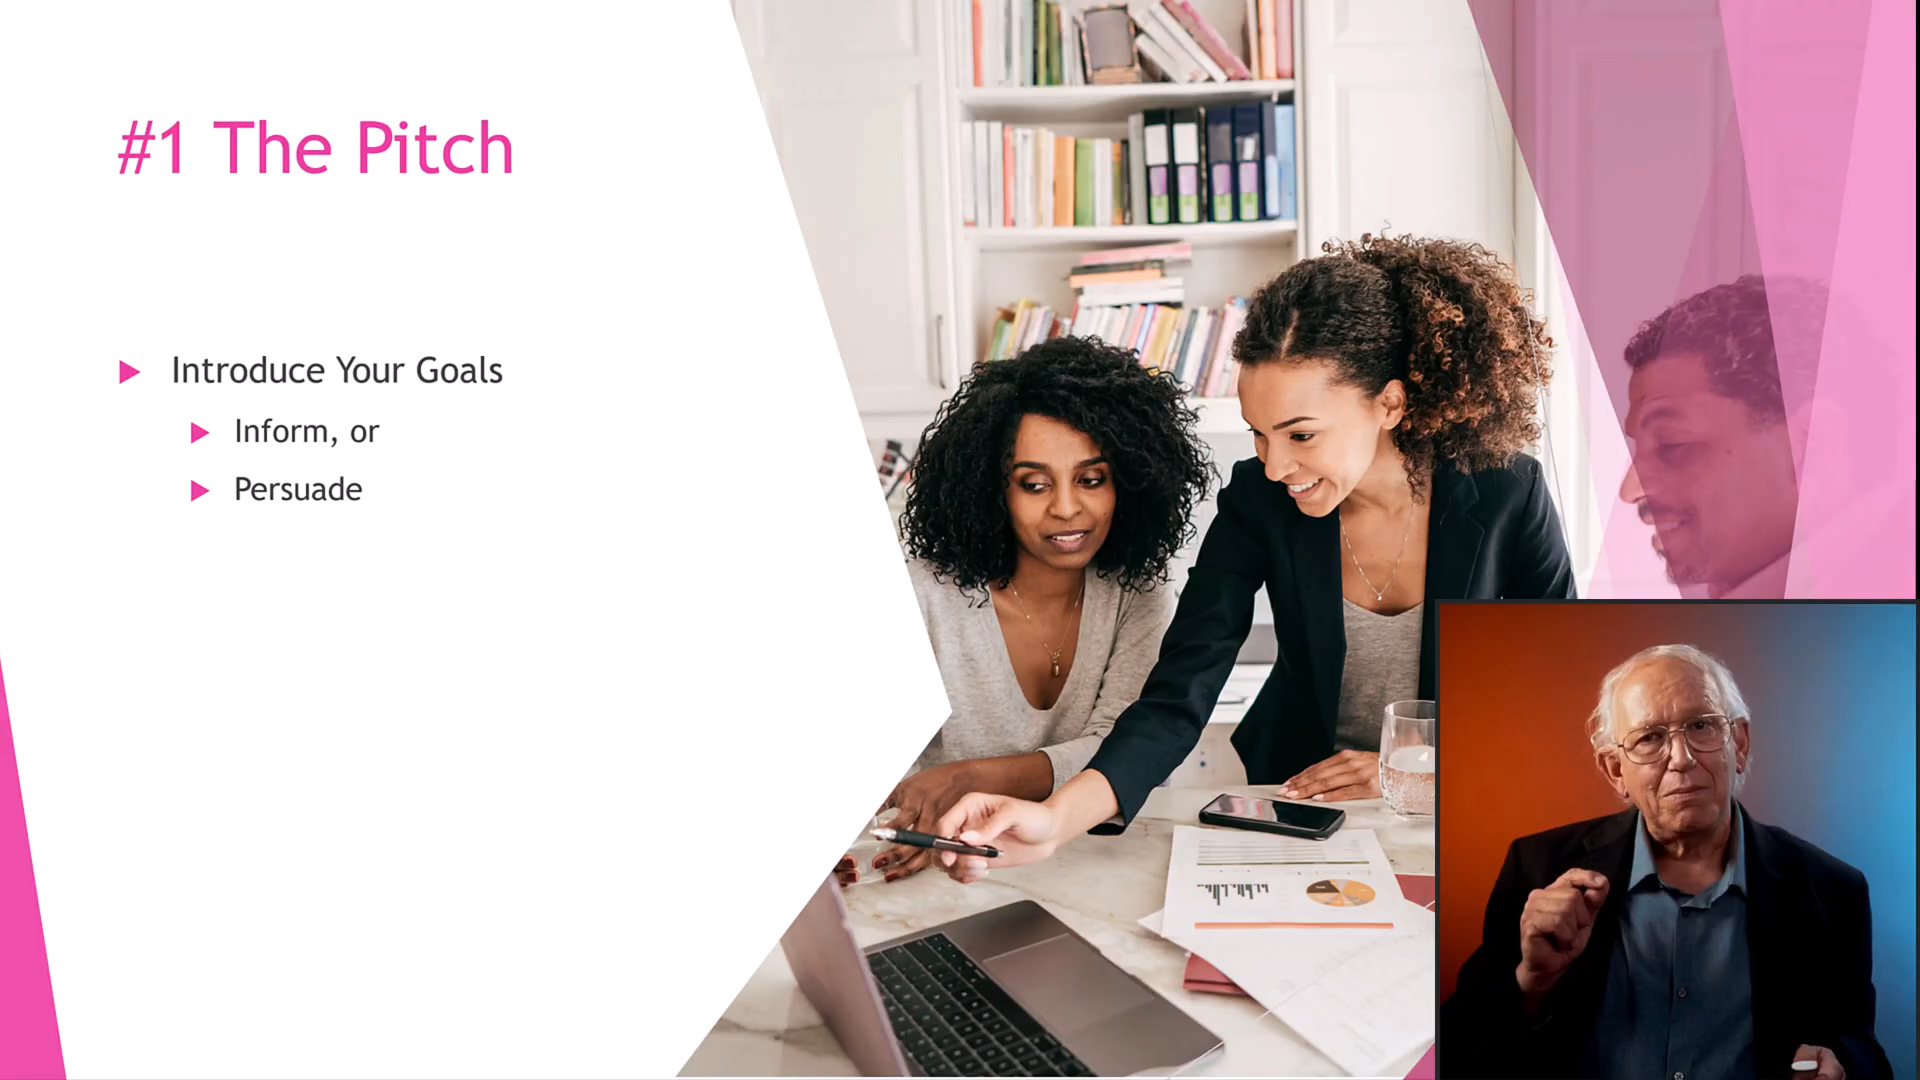 #1 The Pitch
Introduce Your Goals
Inform, or
Persuade